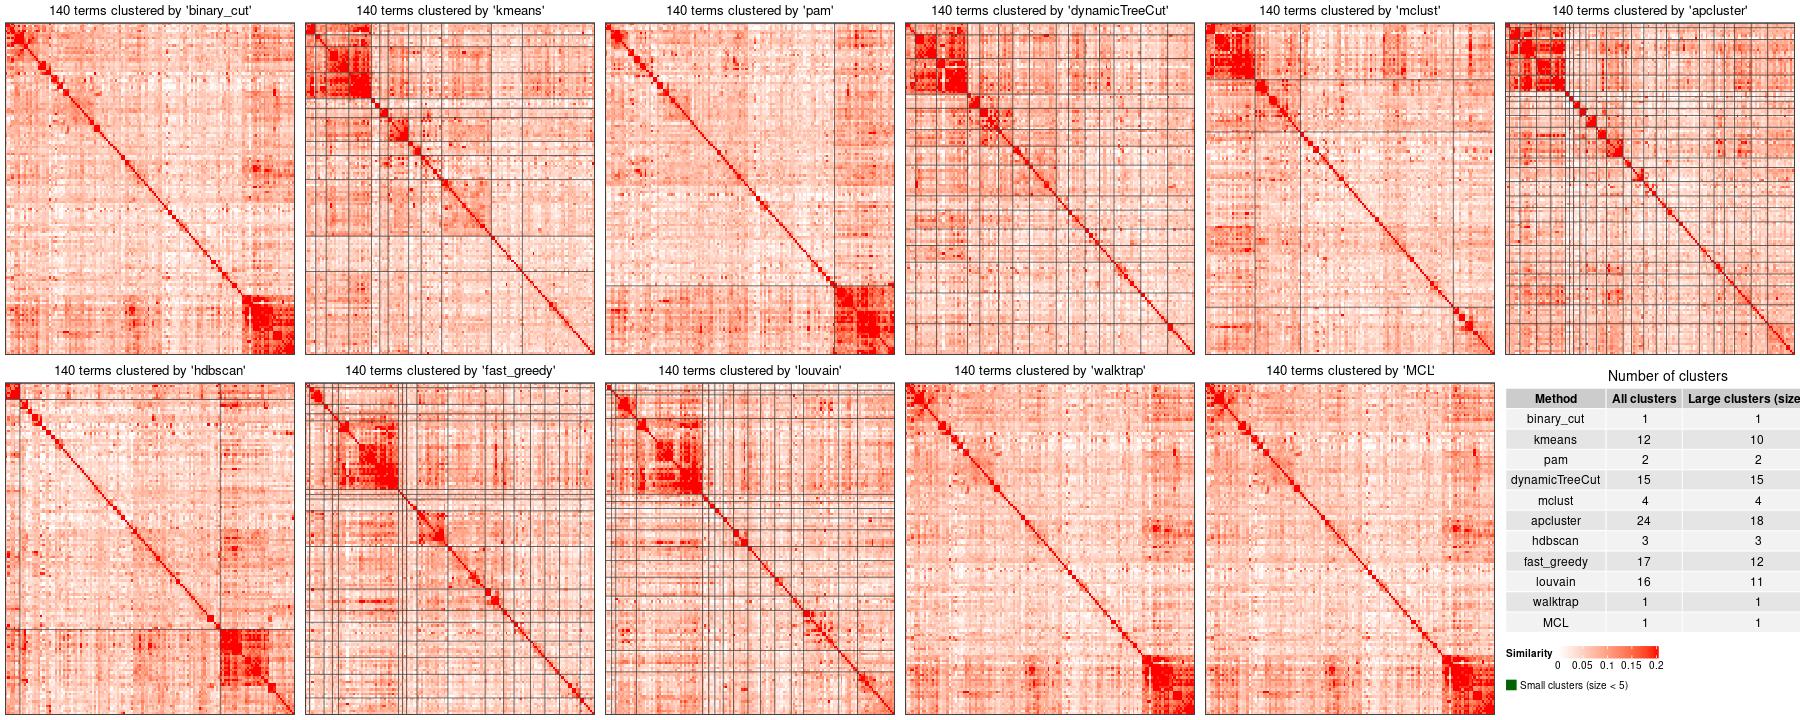 140 terms clustered by 'binary_cut'
140 terms clustered by 'kmeans'
140 terms clustered by 'pam'
140 terms clustered by 'dynamicTreeCut'
140 terms clustered by 'mclust'
140 terms clustered by 'apcluster'
140 terms clustered by 'hdbscan'
140 terms clustered by 'fast_greedy'
140 terms clustered by 'louvain'
140 terms clustered by 'walktrap'
140 terms clustered by 'MCL'
Number of clusters
Method All clusters Large clusters (size
binary_cut 1 1
kmeans 12 10
pam 2 2
dynamicTreeCut 15 15
mclust 4 4
apcluster 24 18
hdbscan 3 3
fast_greedy 17 12
louvain 16 11
walktrap 1 1
MCL 1 1
Similarity
0 0.05 0.1 0.15 0.2
Small clusters (size < 5)